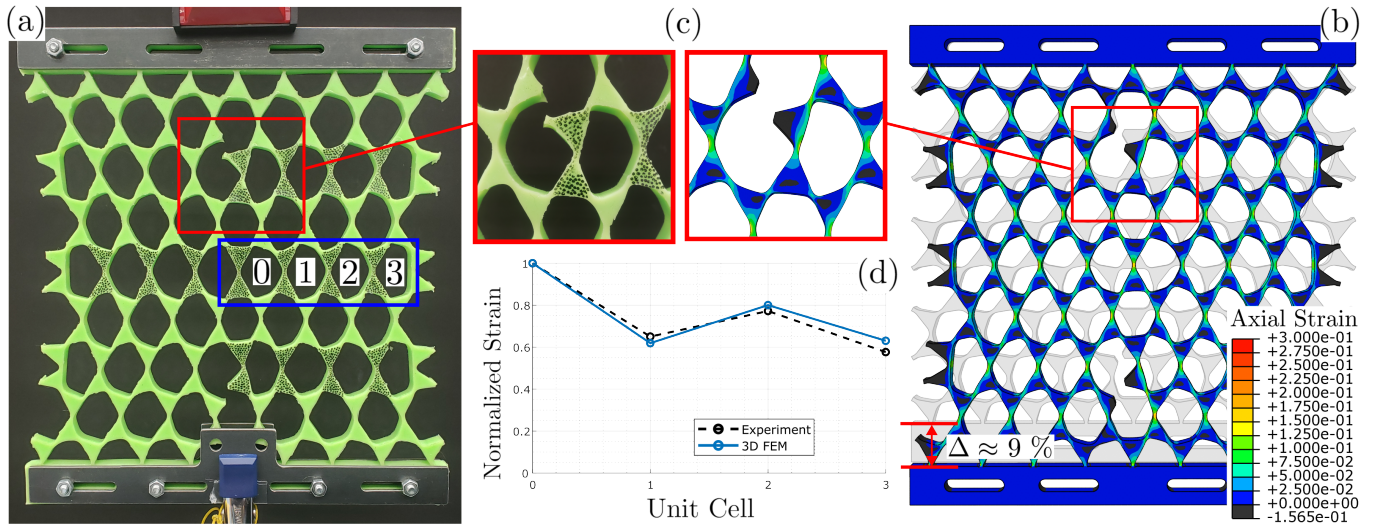 (a)
(c)
(b)
0 1 2 3
(d)
Normalized Strain
1
0.8
0.6
0.4
0.2
0
Experiment
3D FEM
0 1 2 3
Unit Cell
Δ ≈ 9 %
Axial Strain
+3.000e-01
+2.750e-01
+2.500e-01
+2.250e-01
+2.000e-01
+1.750e-01
+1.500e-01
+1.250e-01
+1.000e-01
+7.500e-02
+5.000e-02
+2.500e-02
+0.000e+00
-1.565e-01